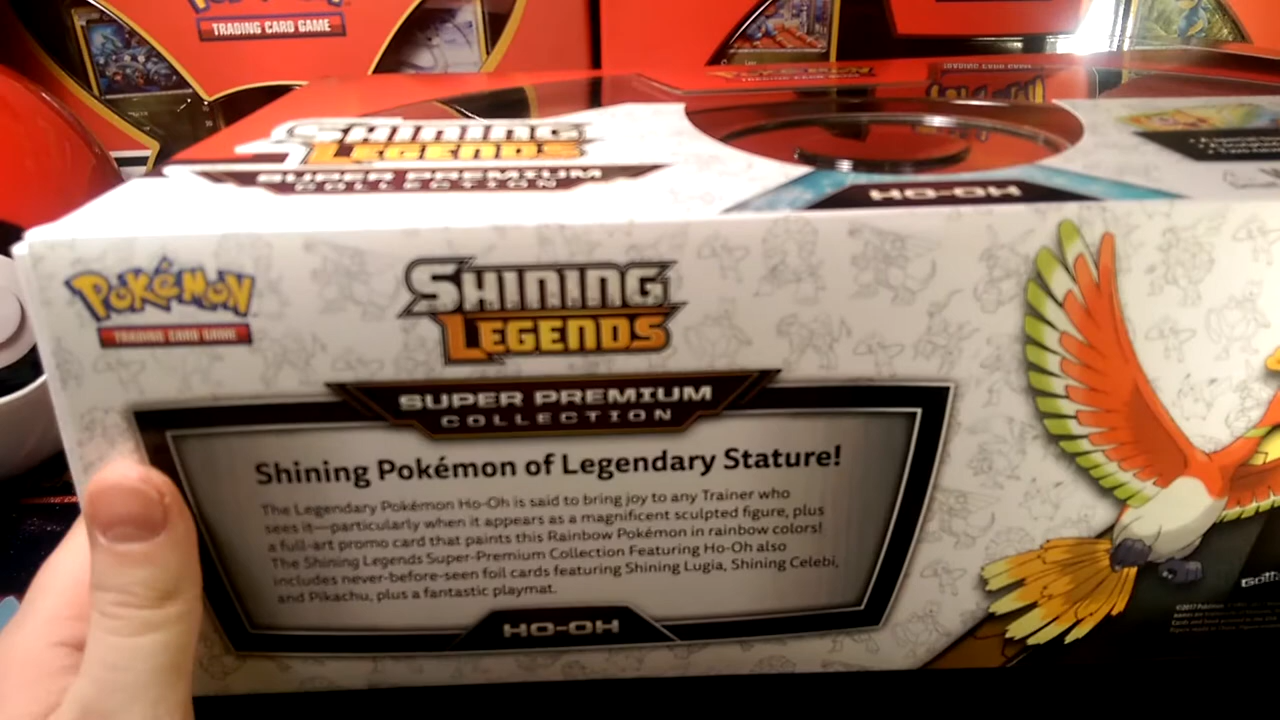 TRADING CARD GAME
SHINING
LEGENDS
SUPER PREMIUM
COLLECTION
HO-OH
POKéMON
TRADING CARD GAME
SHINING
LEGENDS
SUPER PREMIUM
COLLECTION
Shining Pokémon of Legendary Stature!
The Legendary Pokémon Ho-Oh is said to bring joy to any Trainer who
sees it—particularly when it appears as a magnificent sculpted figure, plus
a full-art promo card that paints this Rainbow Pokémon in rainbow colors!
The Shining Legends Super-Premium Collection Featuring Ho-Oh also
includes never-before-seen foil cards featuring Shining Lugia, Shining Celebi,
and Pikachu, plus a fantastic playmat.
HO-OH
©2017 Pokémon